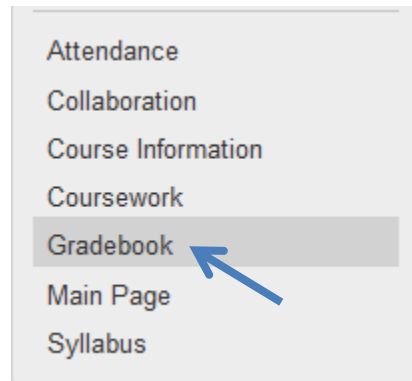 Attendance
Collaboration
Course Information
Coursework
Gradebook
Main Page
Syllabus